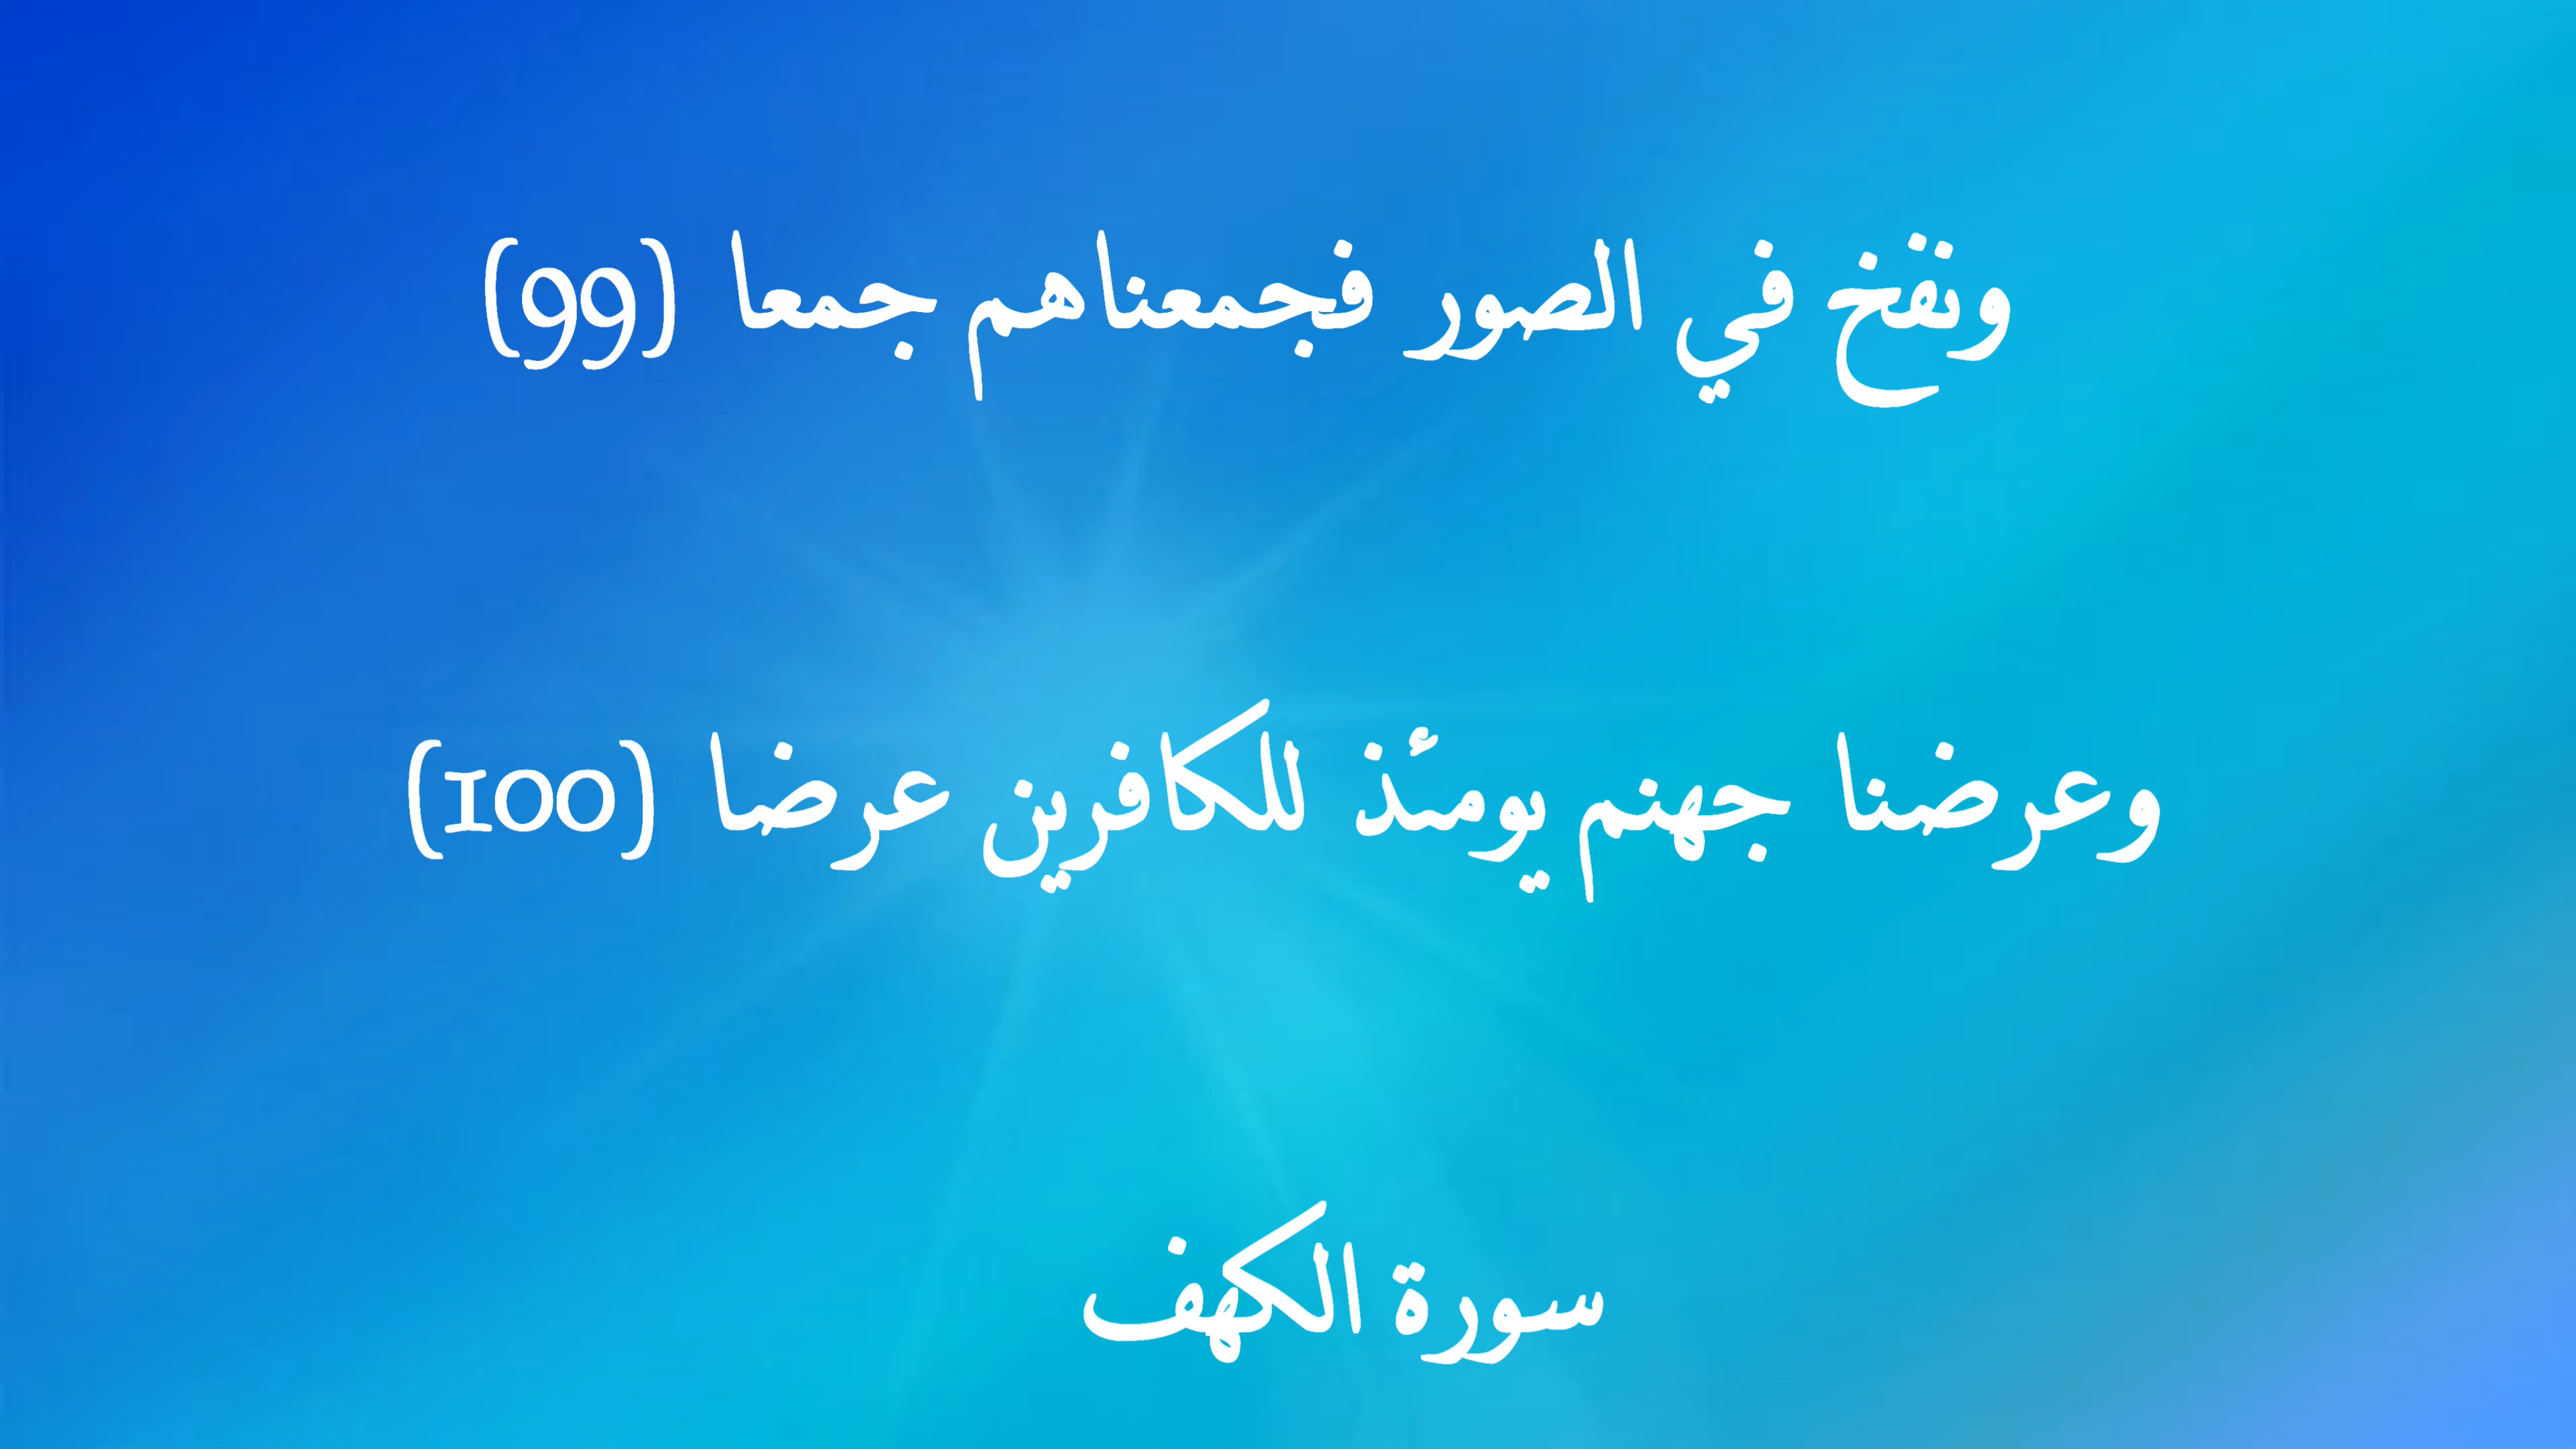 ونفخ في الصور فجمعناهم جمعا (99)
وعرضنا جهنم يومئذ للكافرين عرضا (100)
سورة الكهف